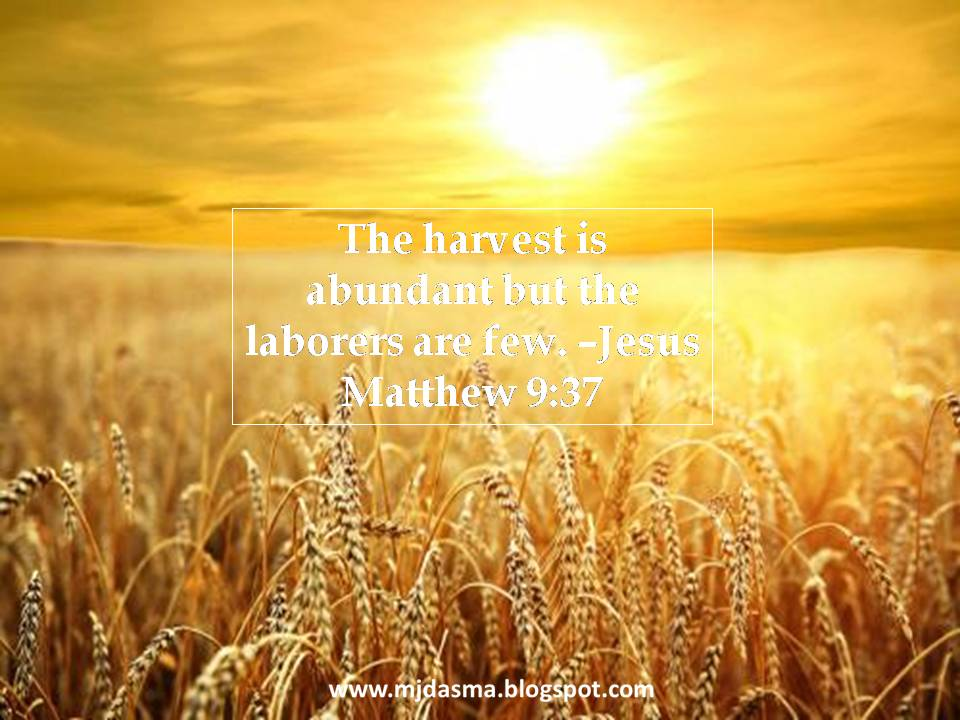 The harvest is
abundant but the
laborers are few. –Jesus
Matthew 9:37
www.mjdasma.blogspot.com